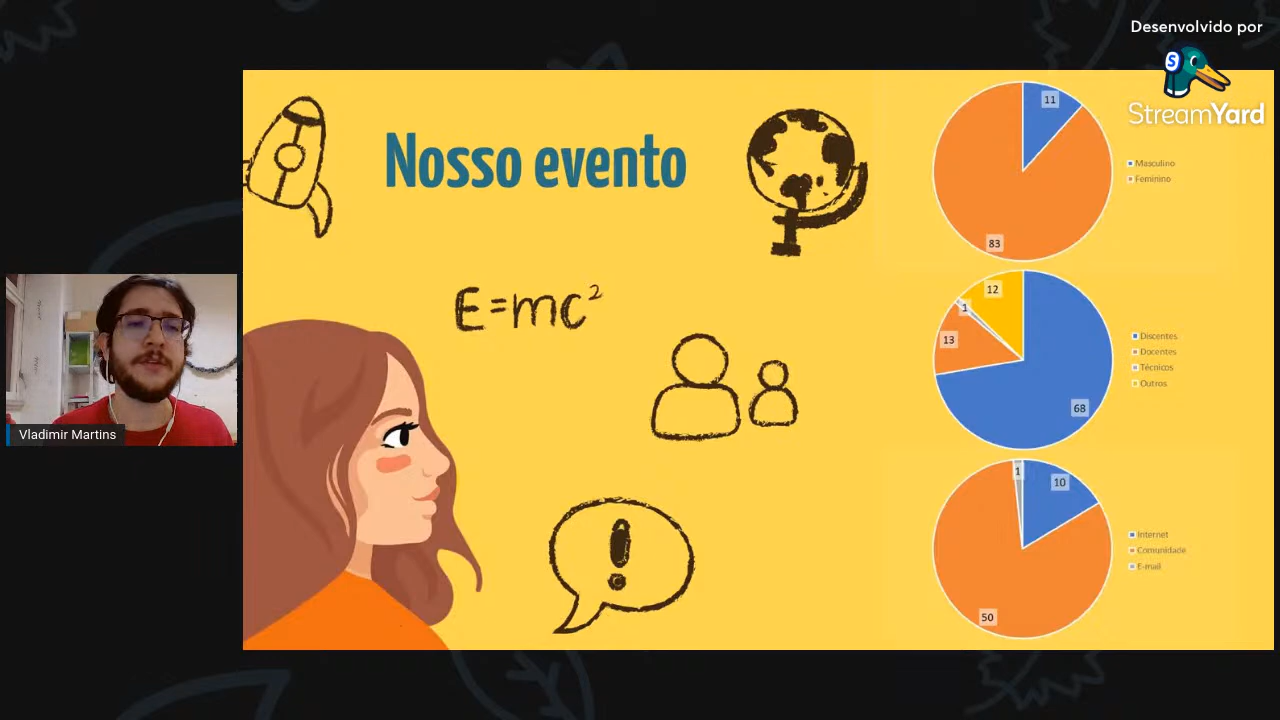 Desenvolvido por
StreamYard
Nosso evento
E=mc²
11
83
Masculino
Feminino
12
1
13
68
Discentes
Docentes
Técnicos
Outros
1
10
50
Internet
Comunidade
E-mail
Vladimir Martins